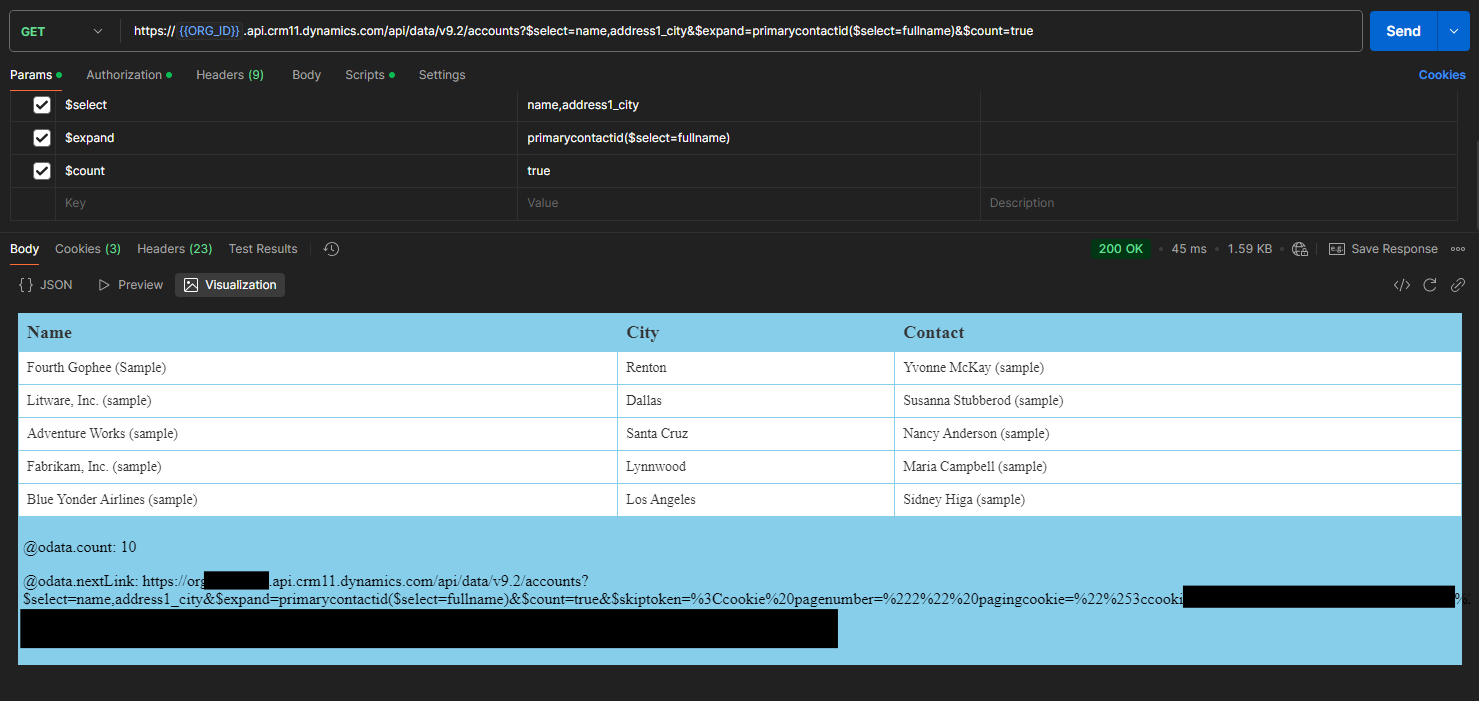 GET https://{{ORG_ID}}.api.crm11.dynamics.com/api/data/v9.2/accounts?$select=name,address1_city&$expand=primarycontactid($select=fullname)&$count=true Send
Params Authorization Headers (9) Body Scripts Settings Cookies
$select name,address1_city
$expand primarycontactid($select=fullname)
$count true
Key Value Description
Body Cookies (3) Headers (23) Test Results 200 OK 45 ms 1.59 KB e.g. Save Response
{} JSON Preview Visualization
Name City Contact
Fourth Gophee (Sample) Renton Yvonne McKay (sample)
Litware, Inc. (sample) Dallas Susanna Stubberod (sample)
Adventure Works (sample) Santa Cruz Nancy Anderson (sample)
Fabrikam, Inc. (sample) Lynnwood Maria Campbell (sample)
Blue Yonder Airlines (sample) Los Angeles Sidney Higa (sample)
@odata.count: 10
@odata.nextLink: https://org .api.crm11.dynamics.com/api/data/v9.2/accounts?
$select=name,address1_city&$expand=primarycontactid($select=fullname)&$count=true&$skiptoken=%3Ccookie%20pagenumber=%222%22%20pagingcookie=%22%253ccooki %